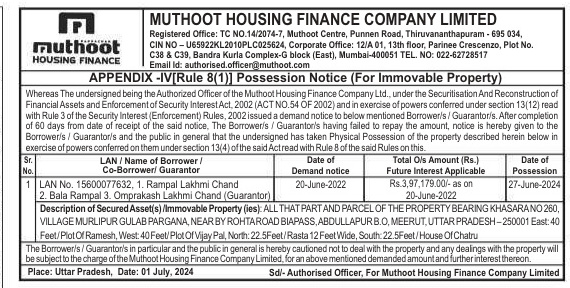 muthoot
HOUSING FINANCE
MUTHOOT HOUSING FINANCE COMPANY LIMITED
Registered Office: TC NO.14/2074-7, Muthoot Centre, Punnen Road, Thiruvananthapuram - 695 034,
CIN NO – U65922KL2010PLC025624, Corporate Office: 12/A 01, 13th floor, Parinee Crescenzo, Plot No.
C38 & C39, Bandra Kurla Complex-G block (East), Mumbai-400051 TEL. NO: 022-62728517
Email Id: authorised.officer@muthoot.com
APPENDIX -IV[Rule 8(1)] Possession Notice (For Immovable Property)
Whereas The undersigned being the Authorized Officer of the Muthoot Housing Finance Company Ltd., under the Securitisation And Reconstruction of
Financial Assets and Enforcement of Security Interest Act, 2002 (ACT NO.54 OF 2002) and in exercise of powers conferred under section 13(12) read
with Rule 3 of the Security Interest (Enforcement) Rules, 2002 issued a demand notice to below mentioned Borrower/s / Guarantor/s. After completion
of 60 days from date of receipt of the said notice, The Borrower/s / Guarantor/s having failed to repay the amount, notice is hereby given to the
Borrower/s / Guarantor/s and the public in general that the undersigned has taken Physical Possession of the property described herein below in
exercise of powers conferred on them under section 13(4) of the said Act read with Rule 8 of the said Rules on this.
Sr. No. LAN / Name of Borrower / Co-Borrower/ Guarantor Date of Demand notice Total O/s Amount (Rs.) Future Interest Applicable Date of Possession
1 LAN No. 15600077632, 1. Rampal Lakhmi Chand 20-June-2022 Rs.3,97,179.00/- as on 27-June-2024
2. Bala Rampal 3. Omprakash Lakhmi Chand (Guarantor) 20-June-2022
Description of Secured Asset(s) /Immovable Property (ies): ALL THAT PART AND PARCEL OF THE PROPERTY BEARING KHASARA NO 260,
VILLAGE MURLIPUR GULAB PARGANA, NEAR BY ROHTA ROAD BIAPASS, ABDULLAPUR B.O, MEERUT, UTTAR PRADESH – 250001 East: 40
Feet / Plot Of Ramesh, West: 40 Feet / Plot Of Vijay Pal, North: 22.5Feet / Rasta 12 Feet Wide, South: 22.5Feet / House Of Chatru
The Borrower/s / Guarantor/s in particular and the public in general is hereby cautioned not to deal with the property and any dealings with the property will
be subject to the charge of the Muthoot Housing Finance Company Ltd., for an above mentioned demanded amount and further interest thereon.
Place: Uttar Pradesh, Date: 01 July, 2024 Sd/- Authorised Officer, For Muthoot Housing Finance Company Limited